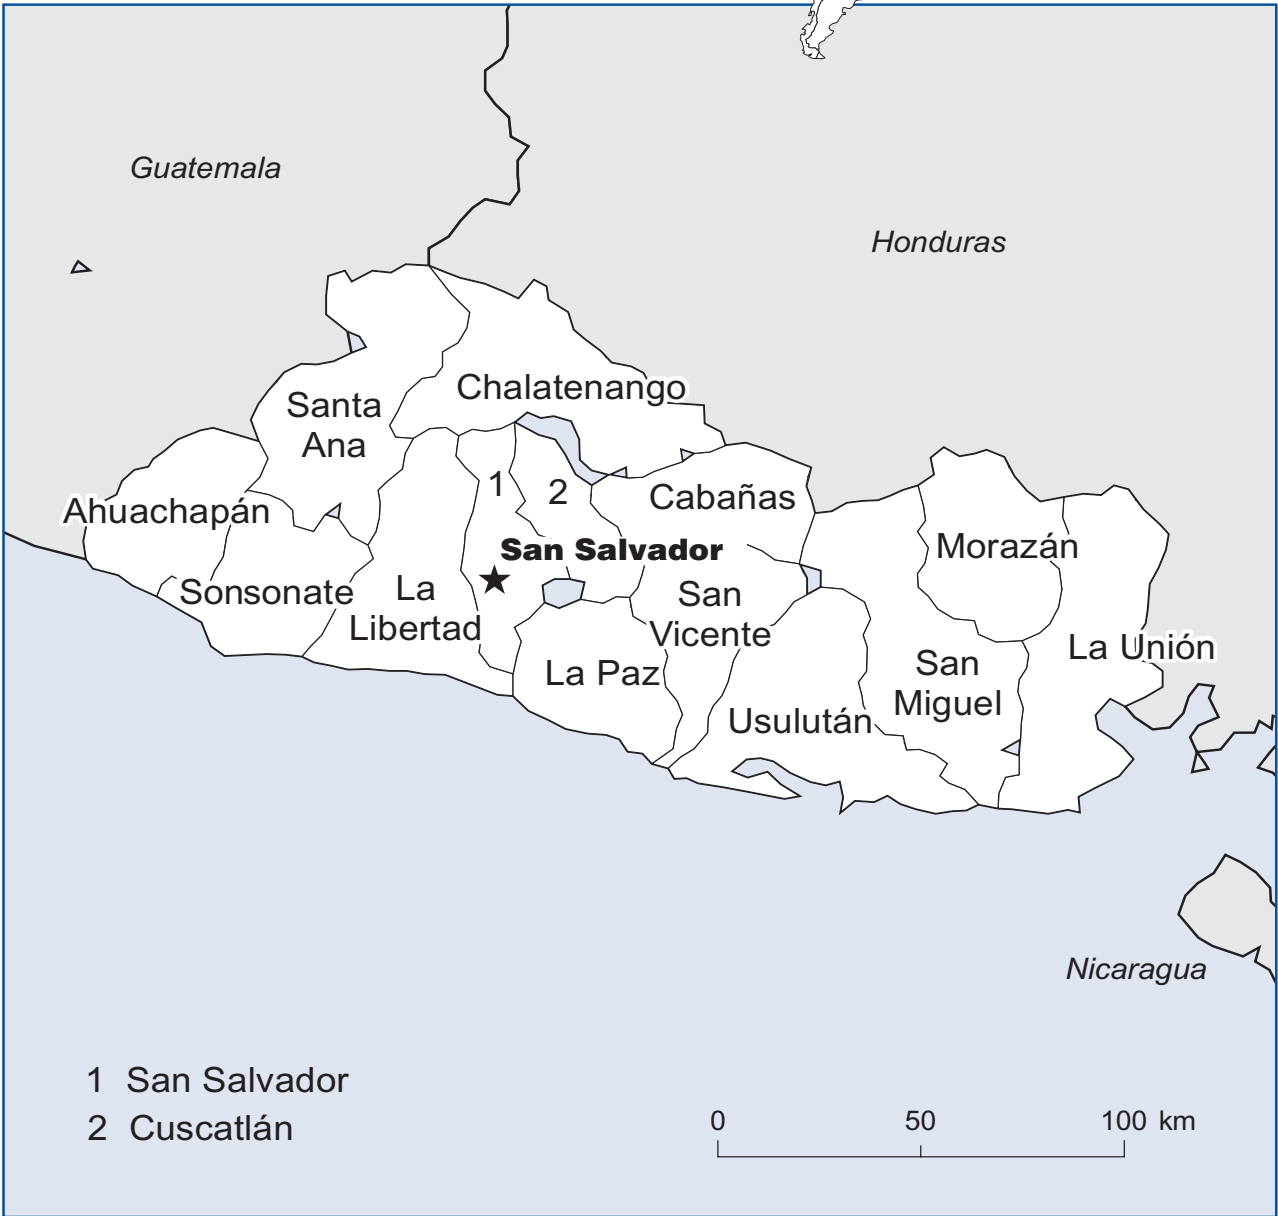 Guatemala
Honduras
Chalatenango
Santa
Ana
1
2
Cabañas
Ahuachapán
San Salvador
Morazán
Sonsonate
La
Libertad
San
Vicente
La Unión
La Paz
San
Miguel
Usulután
Nicaragua
1 San Salvador
2 Cuscatlán
0 50 100 km